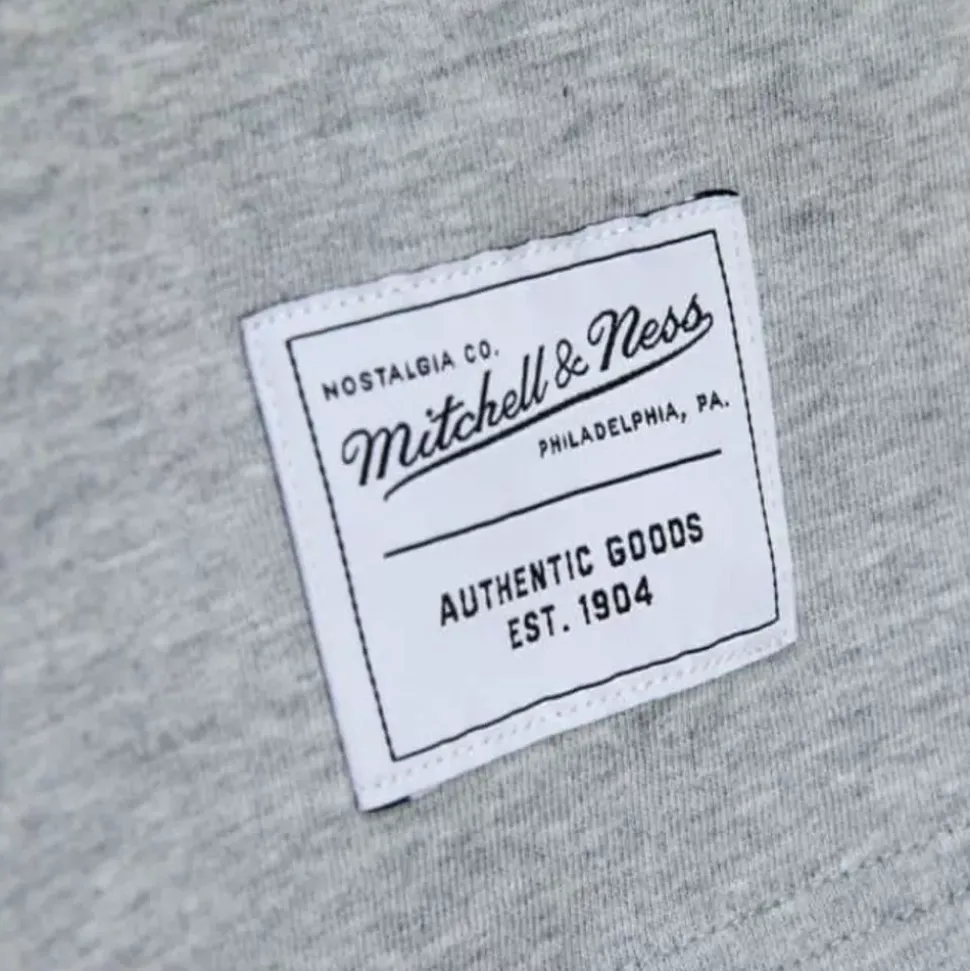 NOSTALGIA CO.
Mitchell & Ness
PHILADELPHIA, PA.
AUTHENTIC GOODS
EST. 1904